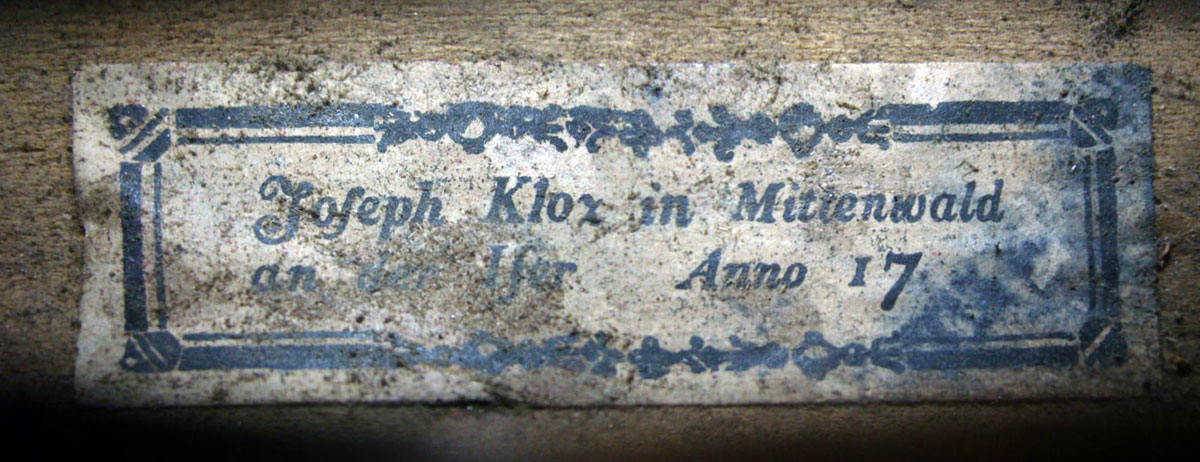 Joſeph Kloz in Mittenwald
an der Iſer Anno 17